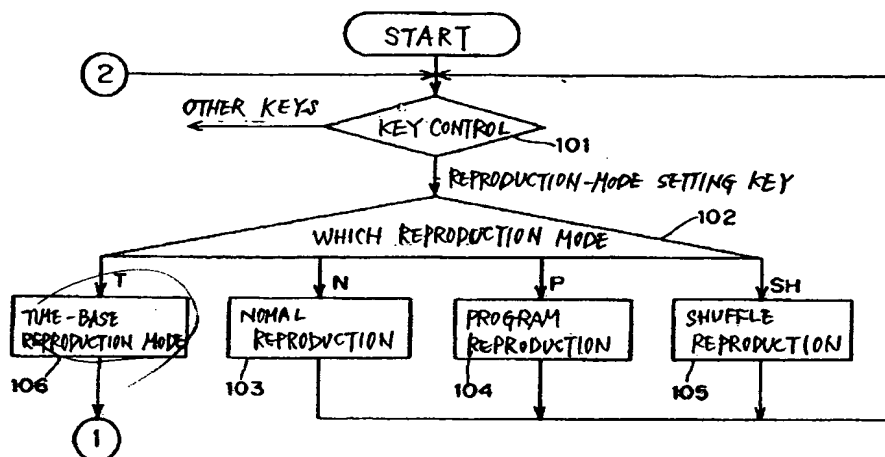 START
2
OTHER KEYS
KEY CONTROL
101
REPRODUCTION-MODE SETTING KEY
102
WHICH REPRODUCTION MODE
T
N
P
SH
TIME-BASE
REPRODUCTION MODE
106
NOMAL
REPRODUCTION
103
PROGRAM
REPRODUCTION
104
SHUFFLE
REPRODUCTION
105
1